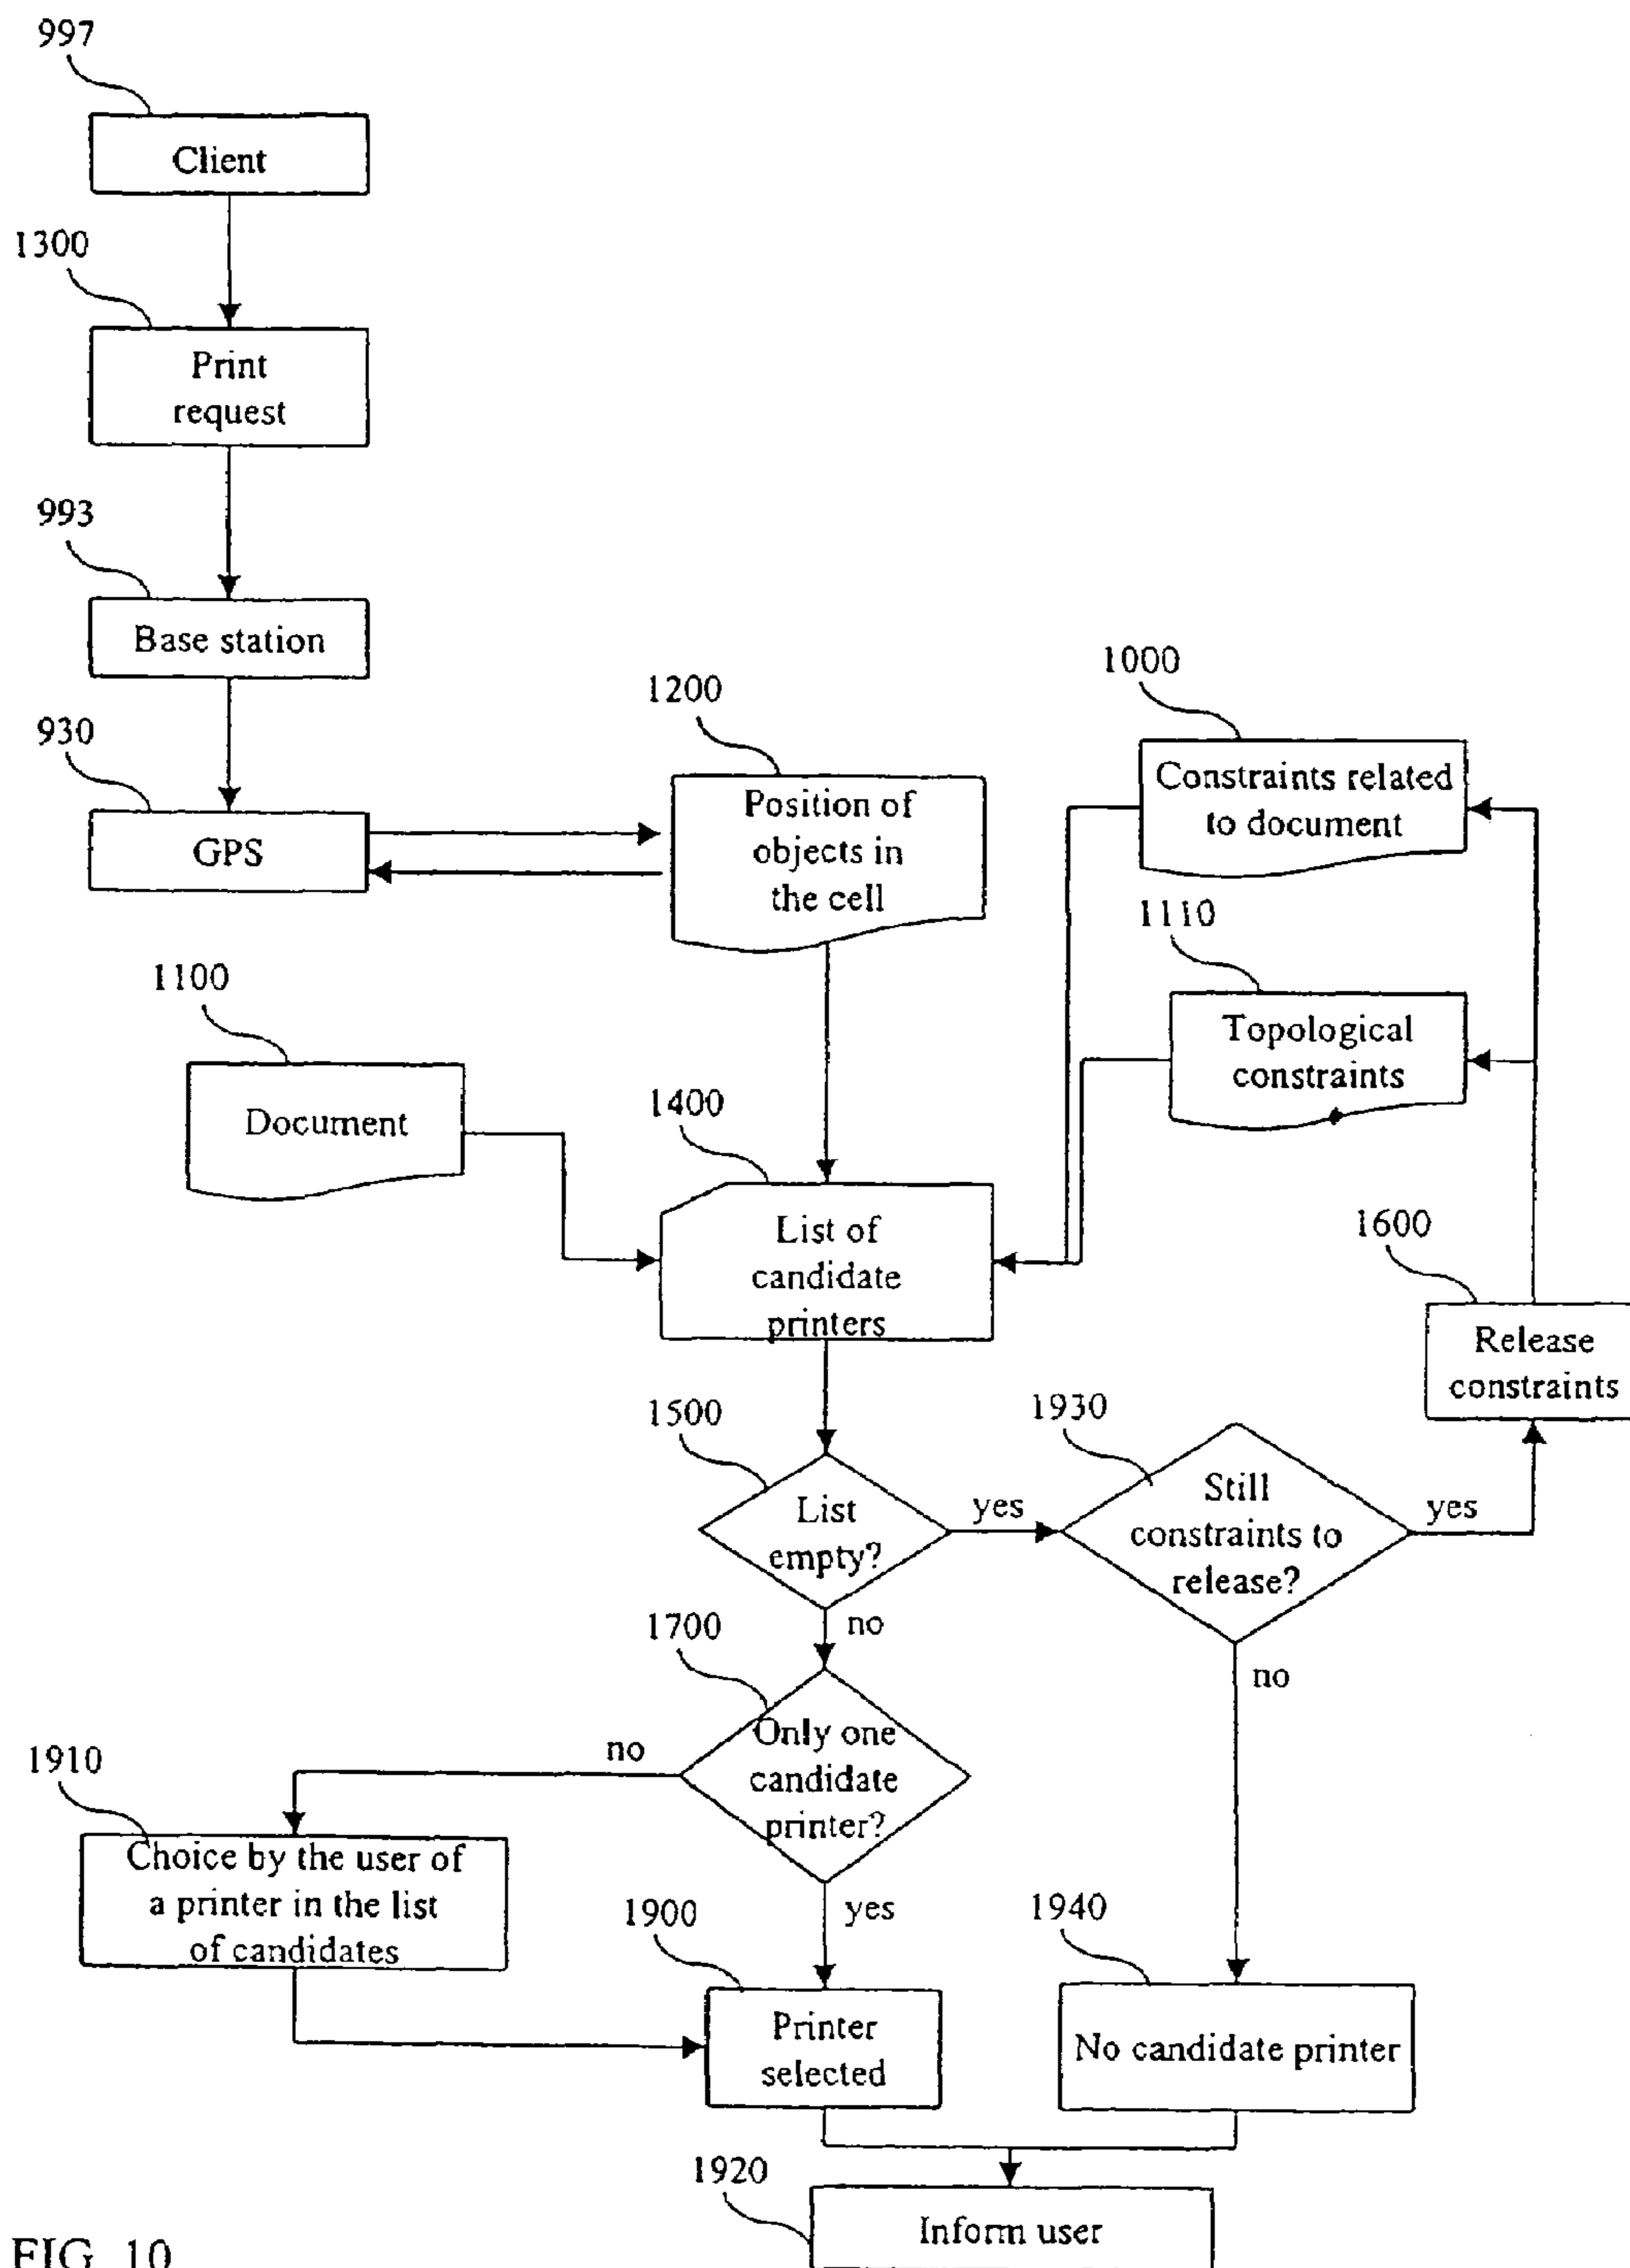 997
Client
1300
Print
request
993
Base station
930
GPS
1200
Position of
objects in
the cell
1000
Constraints related
to document
1110
Topological
constraints
1100
Document
1400
List of
candidate
printers
1600
Release
constraints
1500
List
empty?
yes
1930
Still
constraints to
release?
yes
no
1700
no
Only one
candidate
printer?
no
1910
Choice by the user of
a printer in the list
of candidates
yes
1900
Printer
selected
1940
No candidate printer
1920
Inform user
FIG. 10